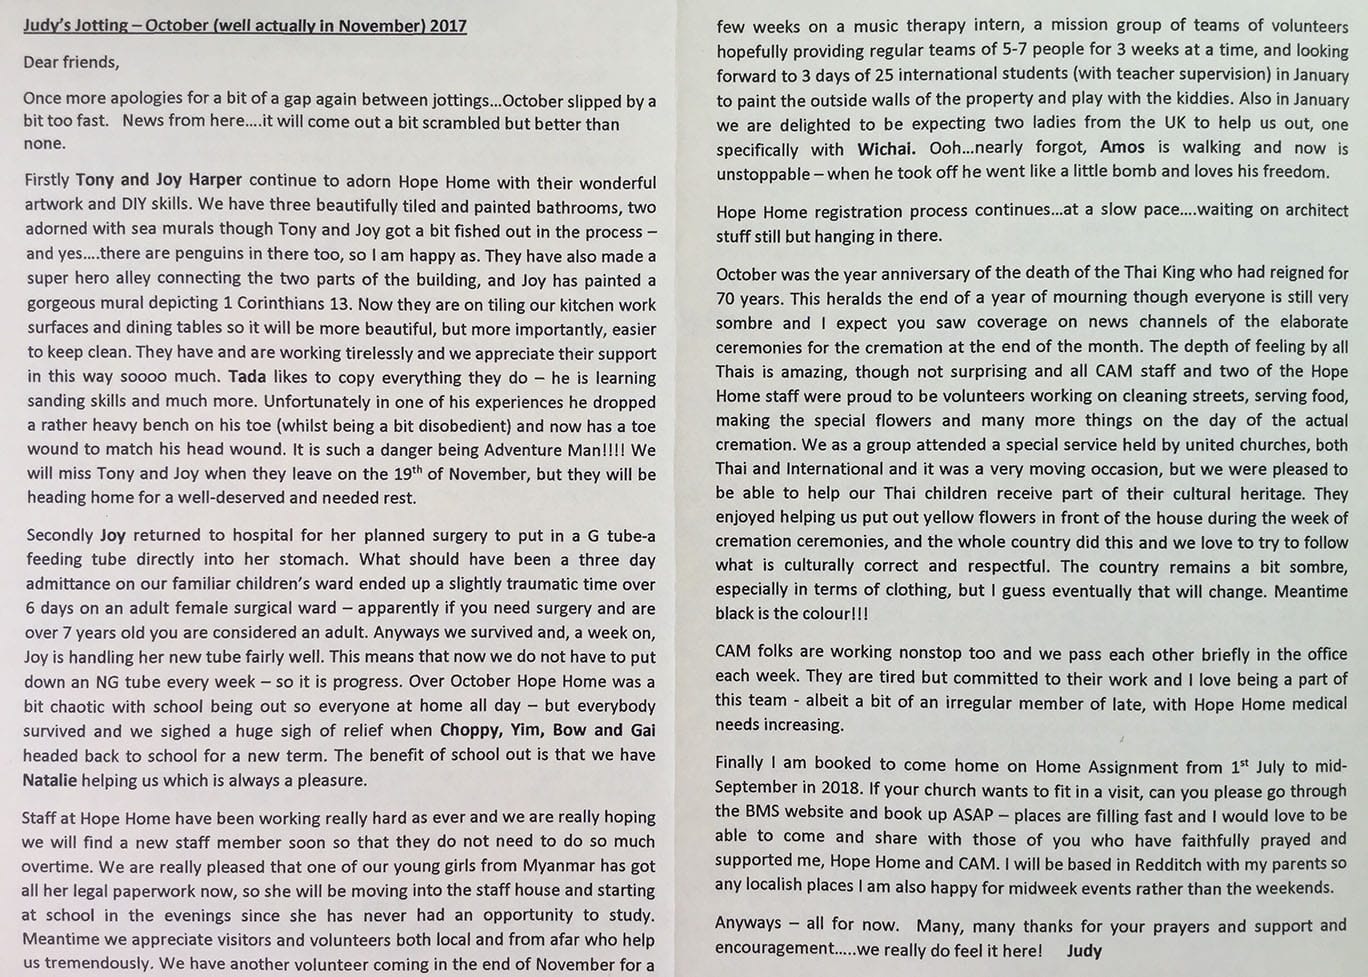 Judy's Jotting – October (well actually in November) 2017
Dear friends,
Once more apologies for a bit of a gap again between jottings...October slipped by a
bit too fast.   News from here....it will come out a bit scrambled but better than
none.
Firstly Tony and Joy Harper continue to adorn Hope Home with their wonderful
artwork and DIY skills. We have three beautifully tiled and painted bathrooms, two
adorned with sea murals though Tony and Joy got a bit fished out in the process –
and yes....there are penguins in there too, so I am happy as. They have also made a
super hero alley connecting the two parts of the building, and Joy has painted a
gorgeous mural depicting 1 Corinthians 13. Now they are on tiling our kitchen work
surfaces and dining tables so it will be more beautiful, but more importantly, easier
to keep clean. They have and are working tirelessly and we appreciate their support
in this way soooo much. Tada likes to copy everything they do – he is learning
sanding skills and much more. Unfortunately in one of his experiences he dropped
a rather heavy bench on his toe (whilst being a bit disobedient) and now has a toe
wound to match his head wound. It is such a danger being Adventure Man!!!! We
will miss Tony and Joy when they leave on the 19th of November, but they will be
heading home for a well-deserved and needed rest.
Secondly Joy returned to hospital for her planned surgery to put in a G tube-a
feeding tube directly into her stomach. What should have been a three day
admittance on our familiar children's ward ended up a slightly traumatic time over
6 days on an adult female surgical ward – apparently if you need surgery and are
over 7 years old you are considered an adult. Anyways we survived and, a week on,
Joy is handling her new tube fairly well. This means that now we do not have to put
down an NG tube every week – so it is progress. Over October Hope Home was a
bit chaotic with school being out so everyone at home all day – but everybody
survived and we sighed a huge sigh of relief when Choppy, Yim, Bow and Gai
headed back to school for a new term. The benefit of school out is that we have
Natalie helping us which is always a pleasure.
Staff at Hope Home have been working really hard as ever and we are really hoping
we will find a new staff member soon so that they do not need to do so much
overtime. We are really pleased that one of our young girls from Myanmar has got
all her legal paperwork now, so she will be moving into the staff house and starting
at school in the evenings since she has never had an opportunity to study.
Meantime we appreciate visitors and volunteers both local and from afar who help
us tremendously. We have another volunteer coming in the end of November for a
few weeks on a music therapy intern, a mission group of teams of volunteers
hopefully providing regular teams of 5-7 people for 3 weeks at a time, and looking
forward to 3 days of 25 international students (with teacher supervision) in January
to paint the outside walls of the property and play with the kiddies. Also in January
we are delighted to be expecting two ladies from the UK to help us out, one
specifically with Wichai. Ooh...nearly forgot, Amos is walking and now is
unstoppable – when he took off he went like a little bomb and loves his freedom.
Hope Home registration process continues...at a slow pace....waiting on architect
stuff still but hanging in there.
October was the year anniversary of the death of the Thai King who had reigned for
70 years. This heralds the end of a year of mourning though everyone is still very
sombre and I expect you saw coverage on news channels of the elaborate
ceremonies for the cremation at the end of the month. The depth of feeling by all
Thais is amazing, though not surprising and all CAM staff and two of the Hope
Home staff were proud to be volunteers working on cleaning streets, serving food,
making the special flowers and many more things on the day of the actual
cremation. We as a group attended a special service held by united churches, both
Thai and International and it was a very moving occasion, but we were pleased to
be able to help our Thai children receive part of their cultural heritage. They
enjoyed helping us put out yellow flowers in front of the house during the week of
cremation ceremonies, and the whole country did this and we love to try to follow
what is culturally correct and respectful. The country remains a bit sombre,
especially in terms of clothing, but I guess eventually that will change. Meantime
black is the colour!!!
CAM folks are working nonstop too and we pass each other briefly in the office
each week. They are tired but committed to their work and I love being a part of
this team - albeit a bit of an irregular member of late, with Hope Home medical
needs increasing.
Finally I am booked to come home on Home Assignment from 1st July to mid-
September in 2018. If your church wants to fit in a visit, can you please go through
the BMS website and book up ASAP – places are filling fast and I would love to be
able to come and share with those of you who have faithfully prayed and
supported me, Hope Home and CAM. I will be based in Redditch with my parents so
any localish places I am also happy for midweek events rather than the weekends.
Anyways – all for now.  Many, many thanks for your prayers and support and
encouragement.....we really do feel it here!    Judy